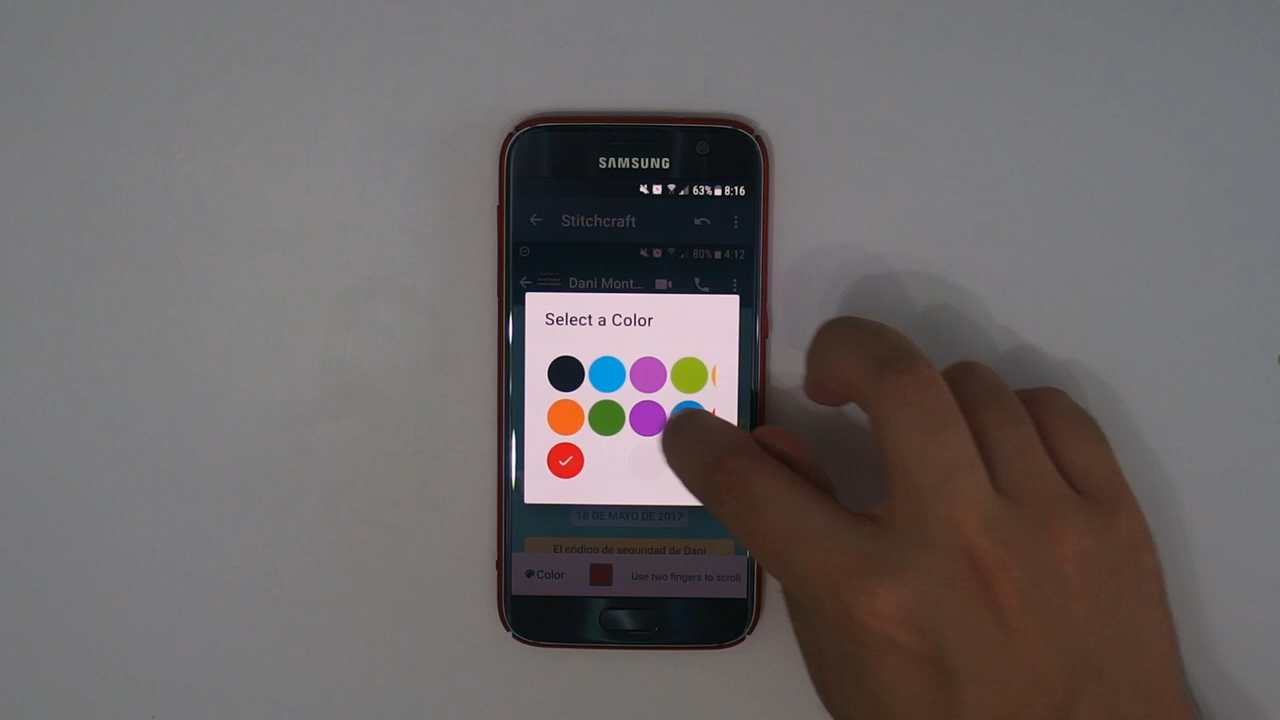 SAMSUNG
63% 8:16
Stitchcraft
80% 4:12
Dani Mont...
Select a Color
18 DE MAYO DE 2017
El código de seguridad de Dani
Color
Use two fingers to scroll